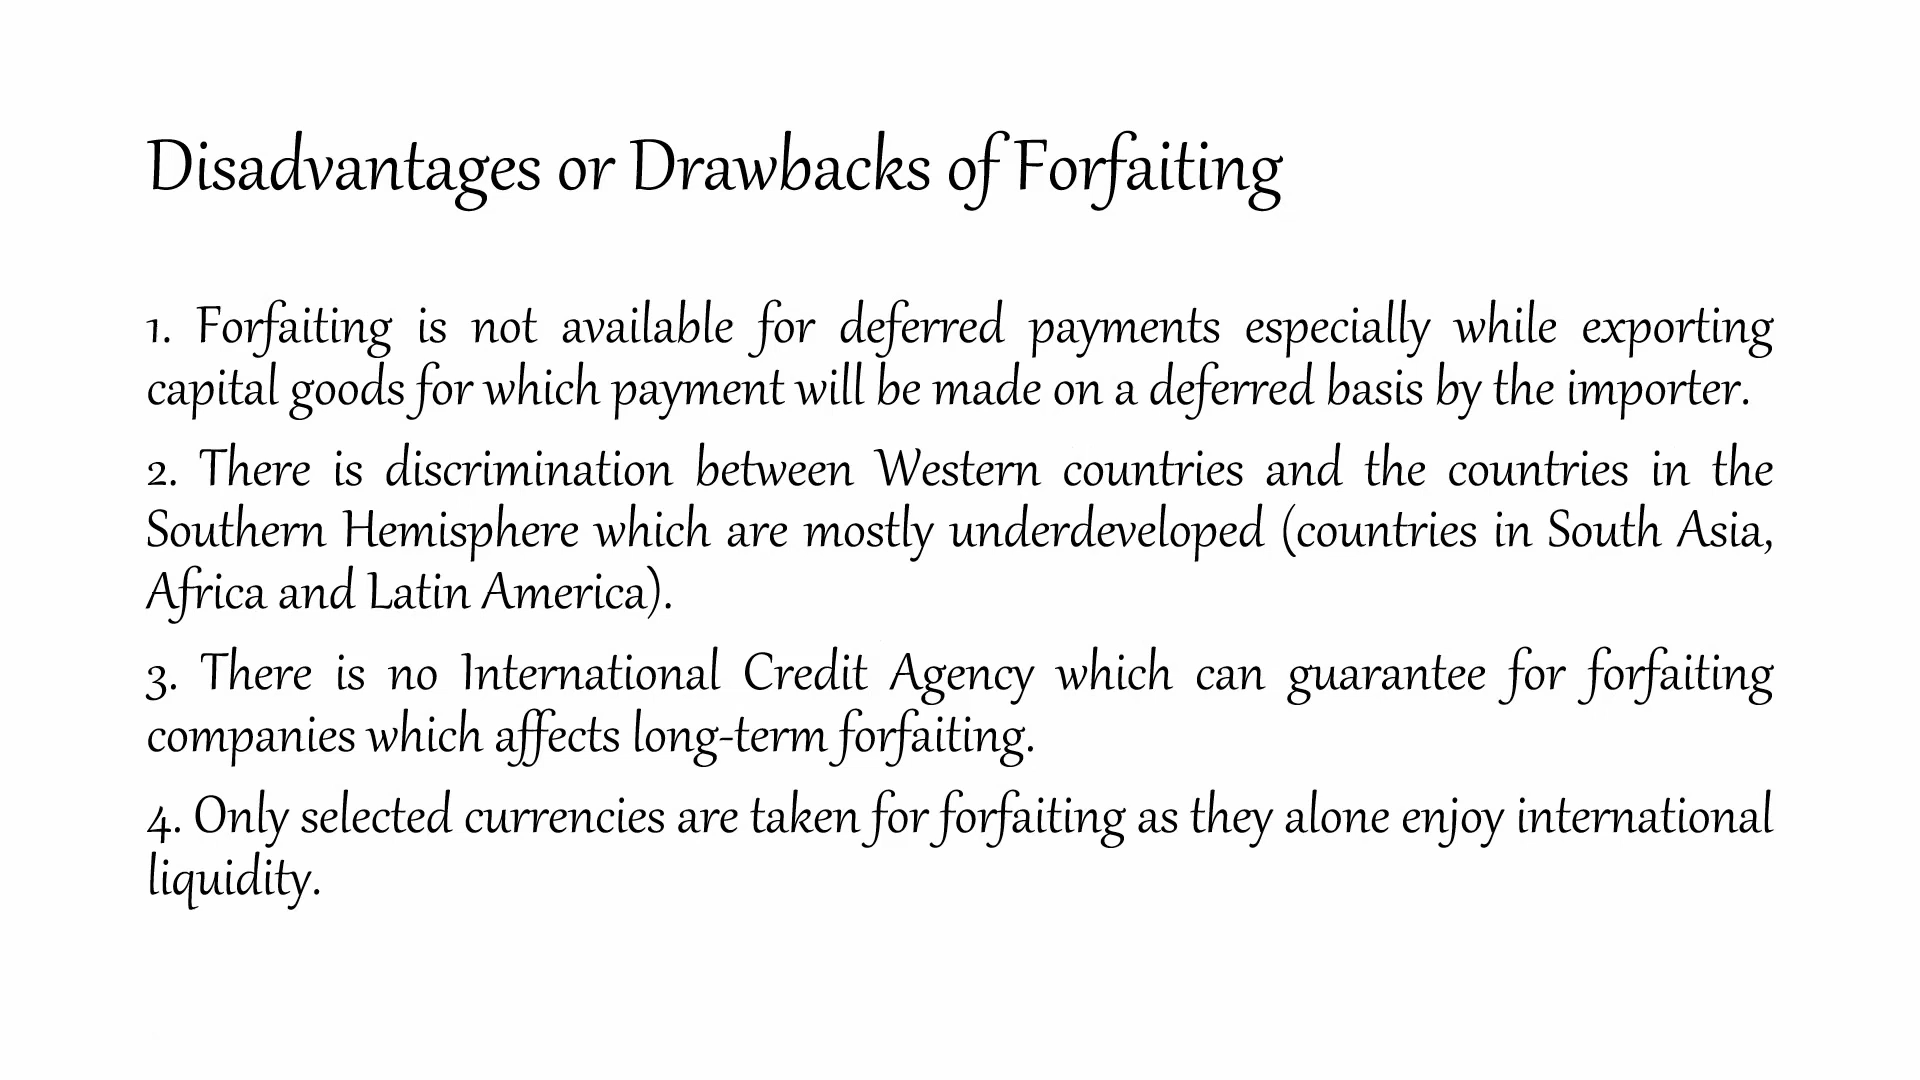 Disadvantages or Drawbacks of Forfaiting
1. Forfaiting is not available for deferred payments especially while exporting
capital goods for which payment will be made on a deferred basis by the importer.
2. There is discrimination between Western countries and the countries in the
Southern Hemisphere which are mostly underdeveloped (countries in South Asia,
Africa and Latin America).
3. There is no International Credit Agency which can guarantee for forfaiting
companies which affects long-term forfaiting.
4. Only selected currencies are taken for forfaiting as they alone enjoy international
liquidity.